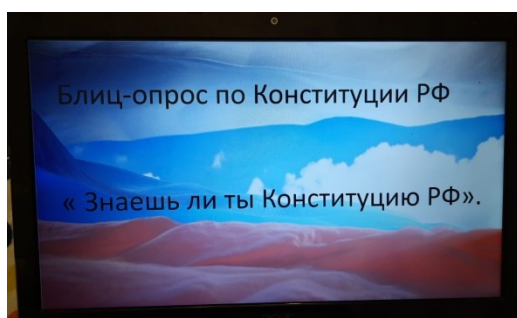 Блиц-опрос по Конституции РФ
« Знаешь ли ты Конституцию РФ».